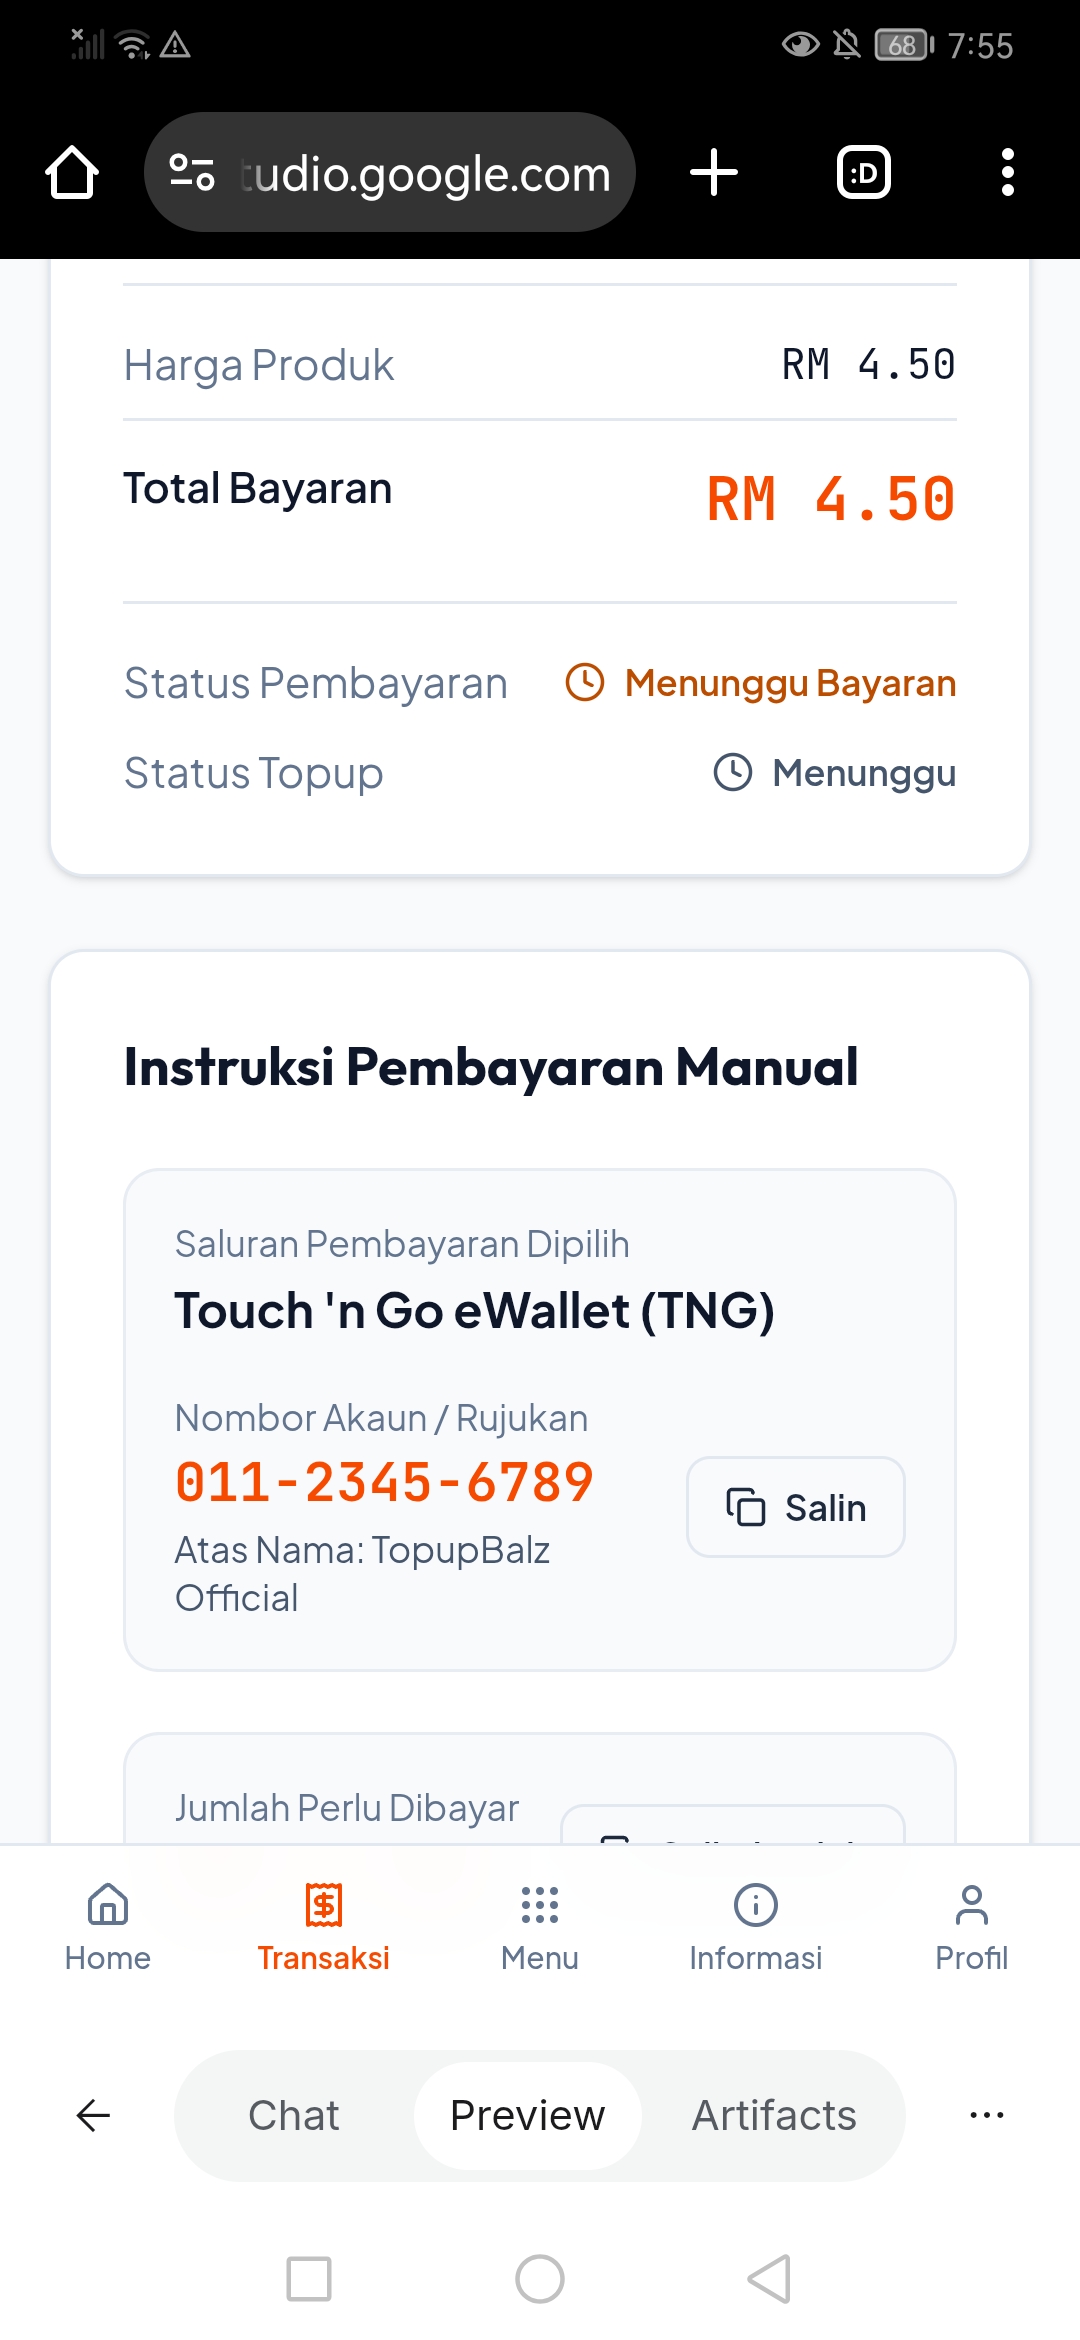 68 7:55
tudio.google.com
:D
Harga Produk RM 4.50
Total Bayaran RM 4.50
Status Pembayaran Menunggu Bayaran
Status Topup Menunggu
Instruksi Pembayaran Manual
Saluran Pembayaran Dipilih
Touch 'n Go eWallet (TNG)
Nombor Akaun / Rujukan
011-2345-6789
Salin
Atas Nama: TopupBalz
Official
Jumlah Perlu Dibayar
Home Transaksi Menu Informasi Profil
Chat Preview Artifacts